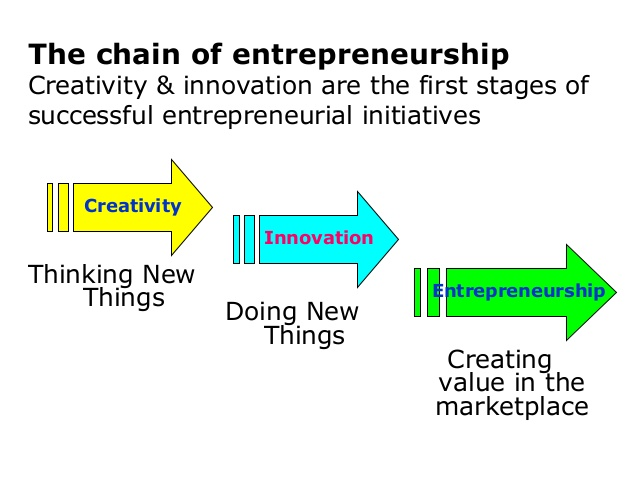 The chain of entrepreneurship
Creativity & innovation are the first stages of
successful entrepreneurial initiatives
Creativity
Thinking New
Things
Innovation
Doing New
Things
Entrepreneurship
Creating
value in the
marketplace